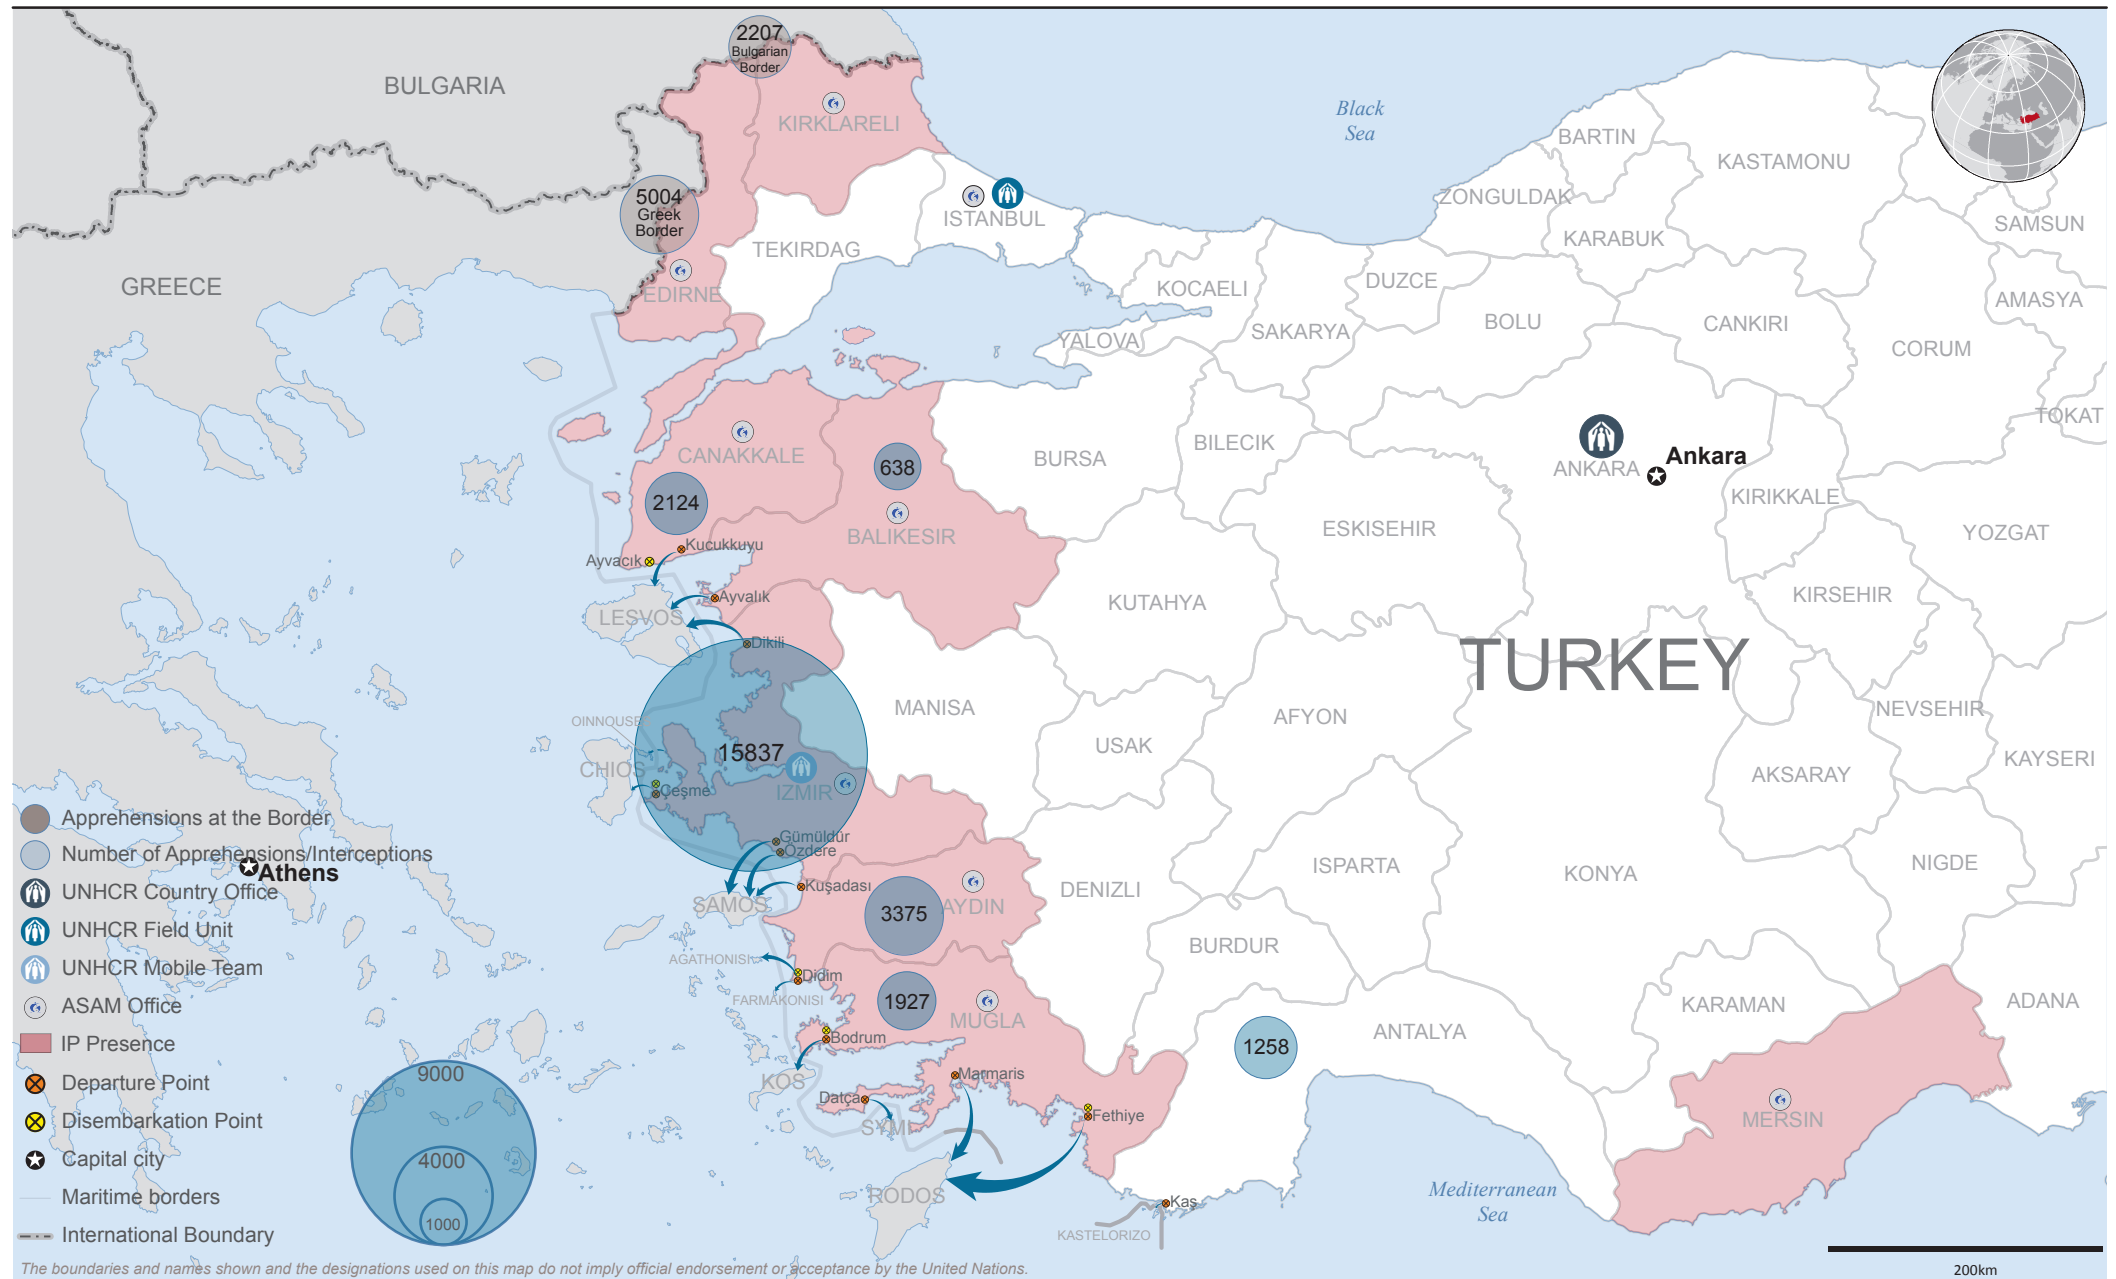 2207
Bulgarian
Border
BULGARIA
KIRKLARELI
Black
Sea
BARTIN
KASTAMONU
ZONGULDAK
SAMSUN
5004
Greek
Border
ISTANBUL
KARABUK
TEKIRDAG
GREECE
EDIRNE
KOCAELI
DUZCE
AMASYA
SAKARYA
BOLU
CANKIRI
YALOVA
CORUM
TOKAT
CANAKKALE
638
BURSA
BILECIK
ANKARA
Ankara
2124
KIRIKKALE
ESKISEHIR
YOZGAT
BALIKESIR
Kucukkuyu
Ayvacık
Ayvalık
KUTAHYA
KIRSEHIR
LESVOS
Dikili
TURKEY
MANISA
AFYON
NEVSEHIR
OINNOUSES
15837
USAK
KAYSERI
CHIOS
Çeşme
IZMIR
AKSARAY
Gümüldür
Özdere
ISPARTA
NIGDE
KONYA
Kuşadası
DENIZLI
SAMOS
3375
AYDIN
BURDUR
AGATHONISI
Didim
FARMAKONISI
1927
MUGLA
KARAMAN
ADANA
ANTALYA
Bodrum
1258
KOS
Marmaris
Datça
Fethiye
SYMI
MERSIN
RODOS
Kaş
Mediterranean
Sea
KASTELORIZO
Apprehensions at the Border
Number of Apprehensions/Interceptions
Athens
UNHCR Country Office
UNHCR Field Unit
UNHCR Mobile Team
ASAM Office
IP Presence
Departure Point
Disembarkation Point
Capital city
Maritime borders
International Boundary
9000
4000
1000
200km
The boundaries and names shown and the designations used on this map do not imply official endorsement or acceptance by the United Nations.